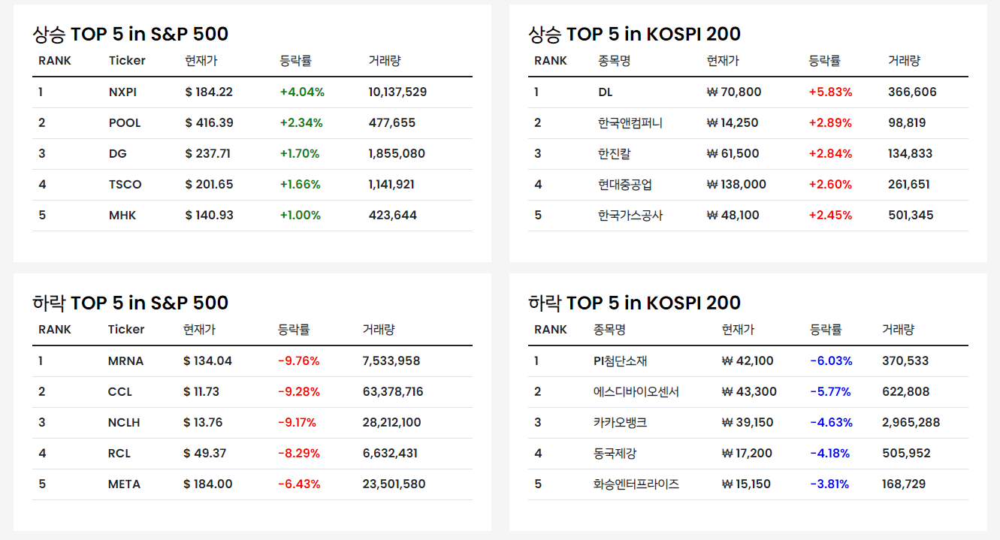 상승 TOP 5 in S&P 500
RANK Ticker 현재가 등락률 거래량
1 NXPI $ 184.22 +4.04% 10,137,529
2 POOL $ 416.39 +2.34% 477,655
3 DG $ 237.71 +1.70% 1,855,080
4 TSCO $ 201.65 +1.66% 1,141,921
5 MHK $ 140.93 +1.00% 423,644
상승 TOP 5 in KOSPI 200
RANK 종목명 현재가 등락률 거래량
1 DL ₩ 70,800 +5.83% 366,606
2 한국앤컴퍼니 ₩ 14,250 +2.89% 98,819
3 한진칼 ₩ 61,500 +2.84% 134,833
4 현대중공업 ₩ 138,000 +2.60% 261,651
5 한국가스공사 ₩ 48,100 +2.45% 501,345
하락 TOP 5 in S&P 500
RANK Ticker 현재가 등락률 거래량
1 MRNA $ 134.04 -9.76% 7,533,958
2 CCL $ 11.73 -9.28% 63,378,716
3 NCLH $ 13.76 -9.17% 28,212,100
4 RCL $ 49.37 -8.29% 6,632,431
5 META $ 184.00 -6.43% 23,501,580
하락 TOP 5 in KOSPI 200
RANK 종목명 현재가 등락률 거래량
1 PI첨단소재 ₩ 42,100 -6.03% 370,533
2 에스디바이오센서 ₩ 43,300 -5.77% 622,808
3 카카오뱅크 ₩ 39,150 -4.63% 2,965,288
4 동국제강 ₩ 17,200 -4.18% 505,952
5 화승엔터프라이즈 ₩ 15,150 -3.81% 168,729